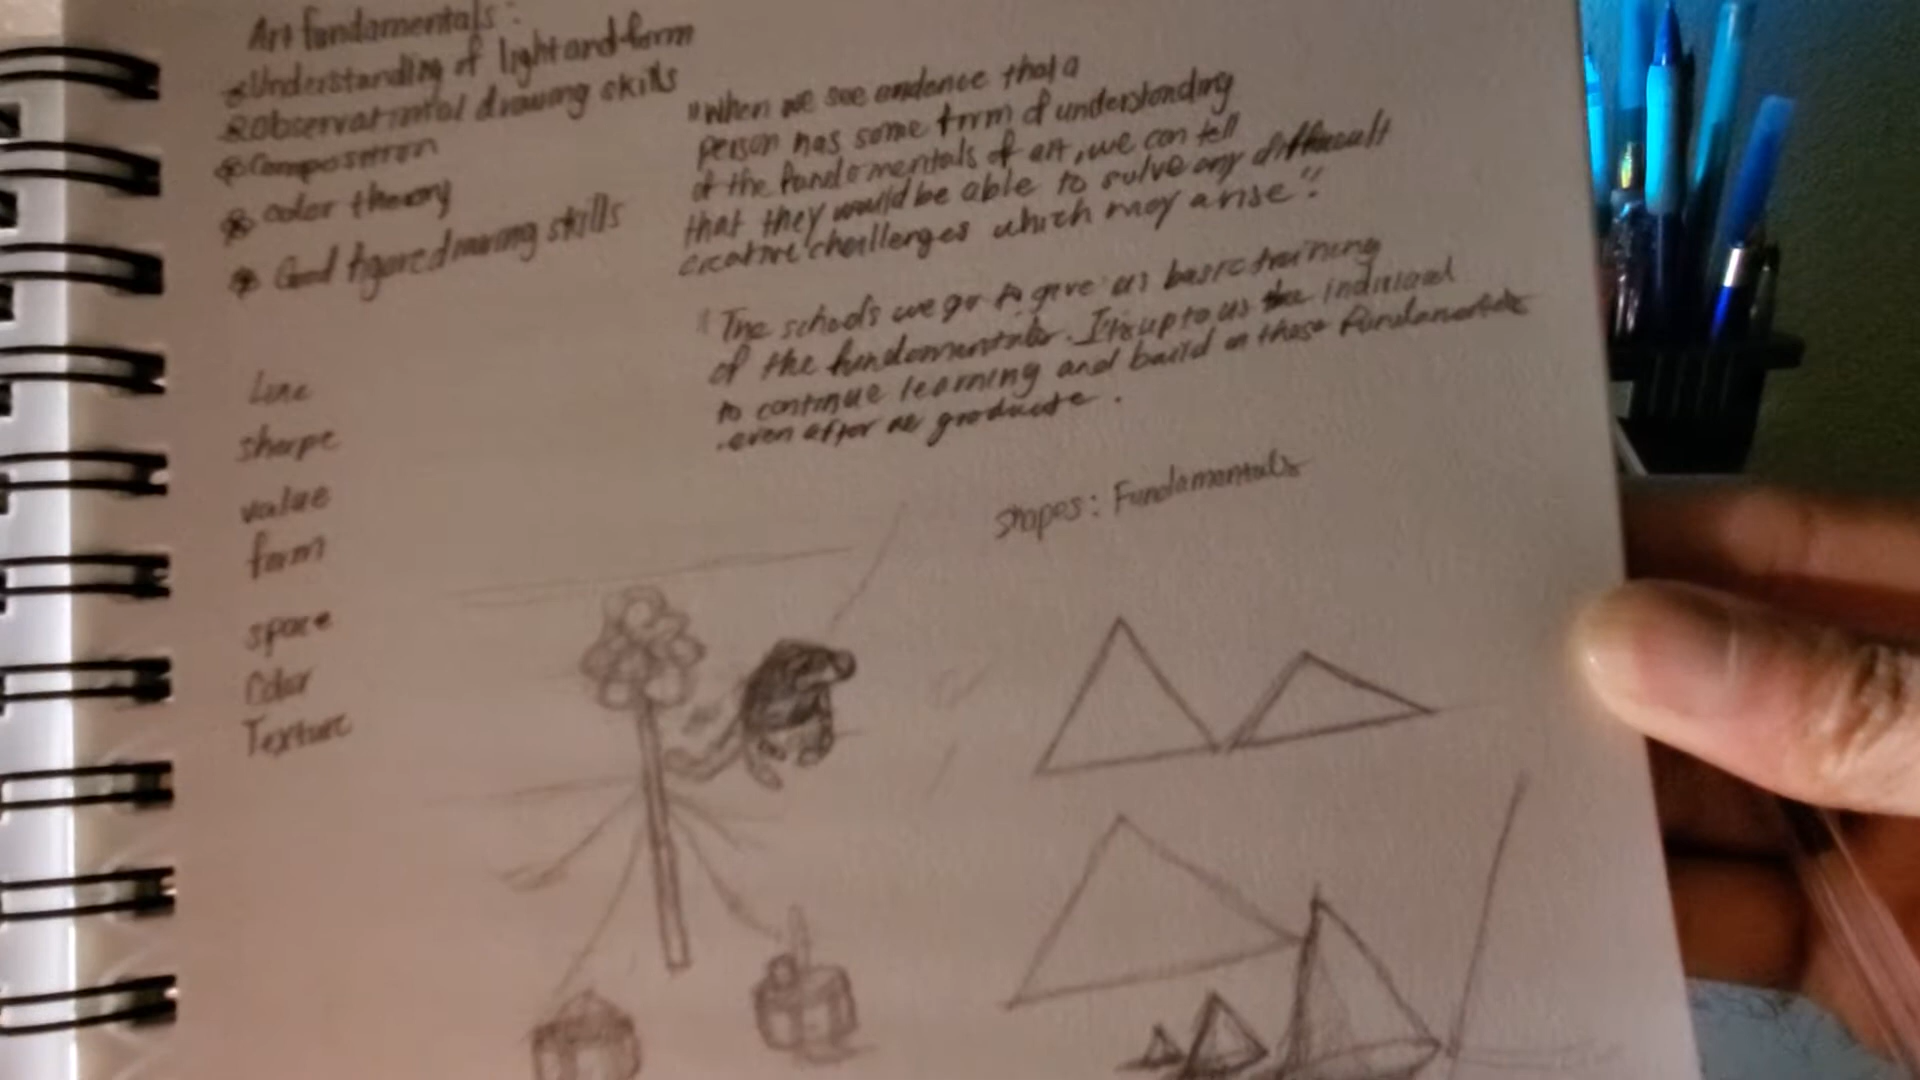 Art fundamentals:
Understanding of light and form
Observational drawing skills
Composition
color theory
Good figure drawing skills
"When we see evidence that a
person has some form of understanding
of the fundamentals of art, we can tell
that they would be able to solve any difficult
creative challenges which may arise".
"The schools we go to give us basic training
of the fundamentals. It is up to us the individual
to continue learning and build on those Fundamentals
even after we graduate.
Line
shape
value
form
space
Color
Texture
Shapes: Fundamentals